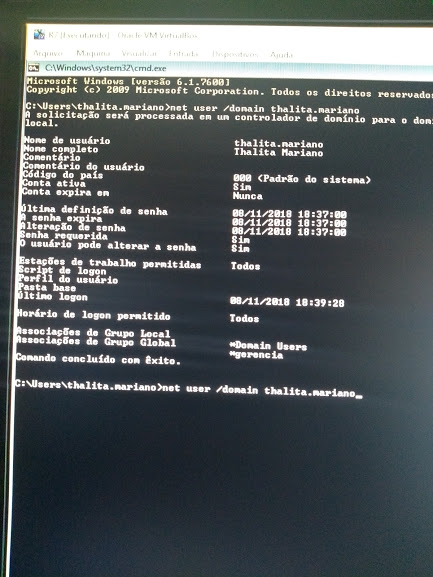 R7 [Executando] - Oracle VM VirtualBox
Arquivo Máquina Visualizar Entrada Dispositivos Ajuda
C:\Windows\system32\cmd.exe
Microsoft Windows [versão 6.1.7600]
Copyright (c) 2009 Microsoft Corporation. Todos os direitos reservados
C:\Users\thalita.mariano>net user /domain thalita.mariano
A solicitação será processada em um controlador de domínio para o domí
local.
Nome de usuário thalita.mariano
Nome completo Thalita Mariano
Comentário
Comentário do usuário
Código do país 000 (Padrão do sistema)
Conta ativa Sim
Conta expira em Nunca
Última definição de senha 08/11/2018 18:37:00
A senha expira 08/11/2018 18:37:00
Alteração de senha 08/11/2018 18:37:00
Senha requerida Sim
O usuário pode alterar a senha Sim
Estações de trabalho permitidas Todos
Script de logon
Perfil do usuário
Pasta base
Último logon 08/11/2018 18:39:28
Horário de logon permitido Todos
Associações de Grupo Local
Associações de Grupo Global *Domain Users
*gerencia
Comando concluído com êxito.
C:\Users\thalita.mariano>net user /domain thalita.mariano_